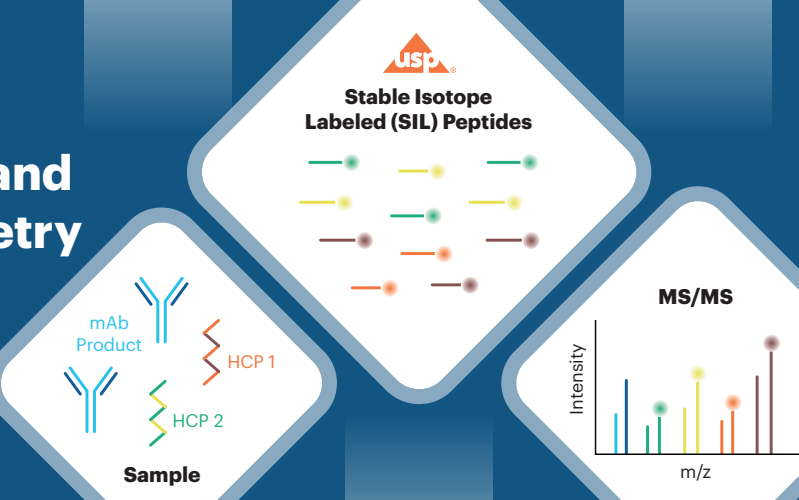 usp®
Stable Isotope
Labeled (SIL) Peptides
and
etry
mAb
Product
HCP 1
HCP 2
Sample
MS/MS
Intensity
m/z